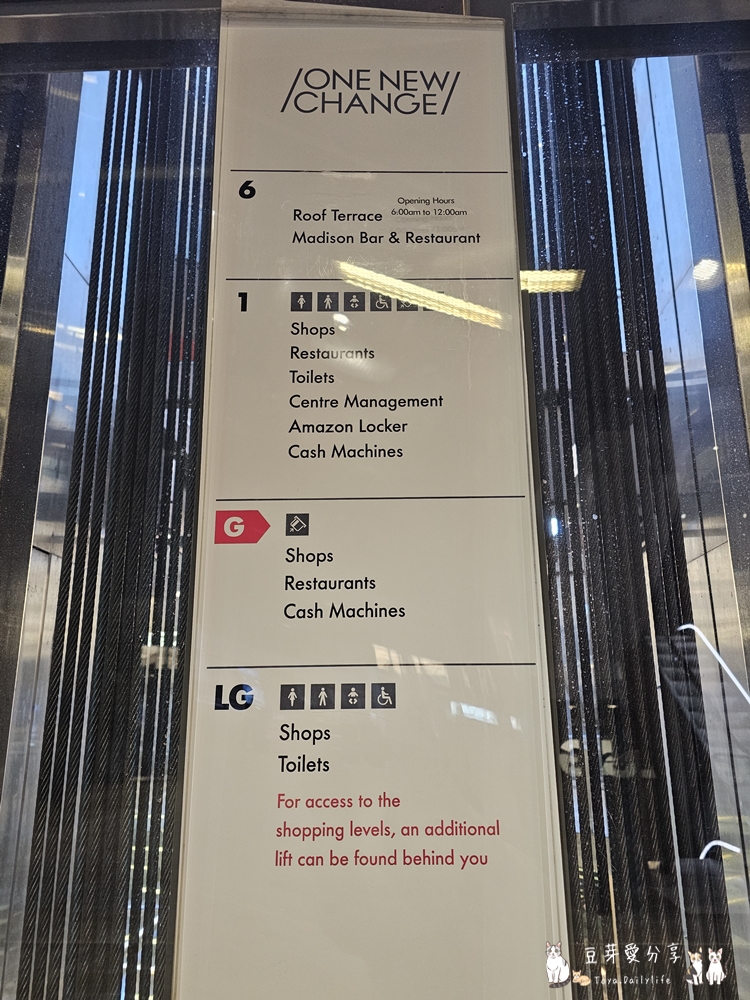 /ONE NEW/
CHANGE/
6
Opening Hours
Roof Terrace 6:00am to 12:00am
Madison Bar & Restaurant
1
Shops
Restaurants
Toilets
Centre Management
Amazon Locker
Cash Machines
G
Shops
Restaurants
Cash Machines
LG
Shops
Toilets
For access to the
shopping levels, an additional
lift can be found behind you
豆芽愛分享
Toya.Dailylife